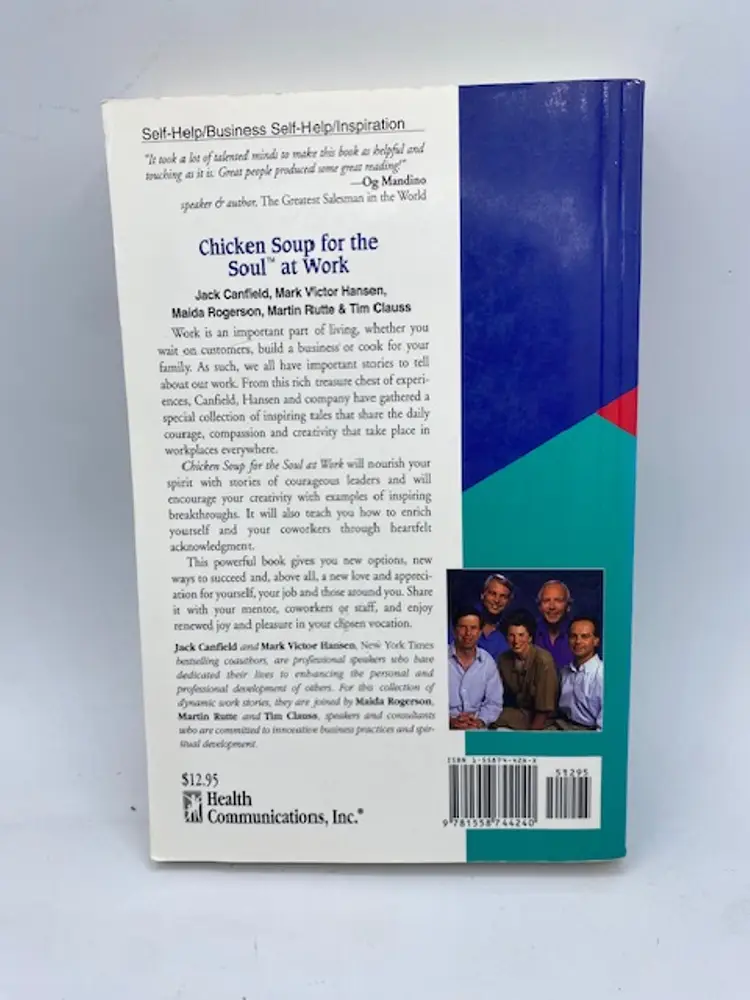 Self-Help/Business Self-Help/Inspiration
"It took a lot of talented minds to make this book as helpful and
touching as it is. Great people produced some great reading!"
—Og Mandino
speaker & author, The Greatest Salesman in the World
Chicken Soup for the
Soul™ at Work
Jack Canfield, Mark Victor Hansen,
Maida Rogerson, Martin Rutte & Tim Clauss
Work is an important part of living, whether you
wait on customers, build a business or cook for your
family. As such, we all have important stories to tell
about our work. From this rich treasure chest of experi-
ences, Canfield, Hansen and company have gathered a
special collection of inspiring tales that share the daily
courage, compassion and creativity that take place in
workplaces everywhere.
Chicken Soup for the Soul at Work will nourish your
spirit with stories of courageous leaders and will
encourage your creativity with examples of inspiring
breakthroughs. It will also teach you how to enrich
yourself and your coworkers through heartfelt
acknowledgment.
This powerful book gives you new options, new
ways to succeed and, above all, a new love and appreci-
ation for yourself, your job and those around you. Share
it with your mentor, coworkers or staff, and enjoy
renewed joy and pleasure in your chosen vocation.
Jack Canfield and Mark Victor Hansen, New York Times
bestselling coauthors, are professional speakers who have
dedicated their lives to enhancing the personal and
professional development of others. For this collection of
dynamic work stories, they are joined by Maida Rogerson,
Martin Rutte and Tim Clauss, speakers and consultants
who are committed to innovative business practices and spir-
itual development.
$12.95
Health
Communications, Inc.®
ISBN 1-55874-424-X
51295
9 781558 744240